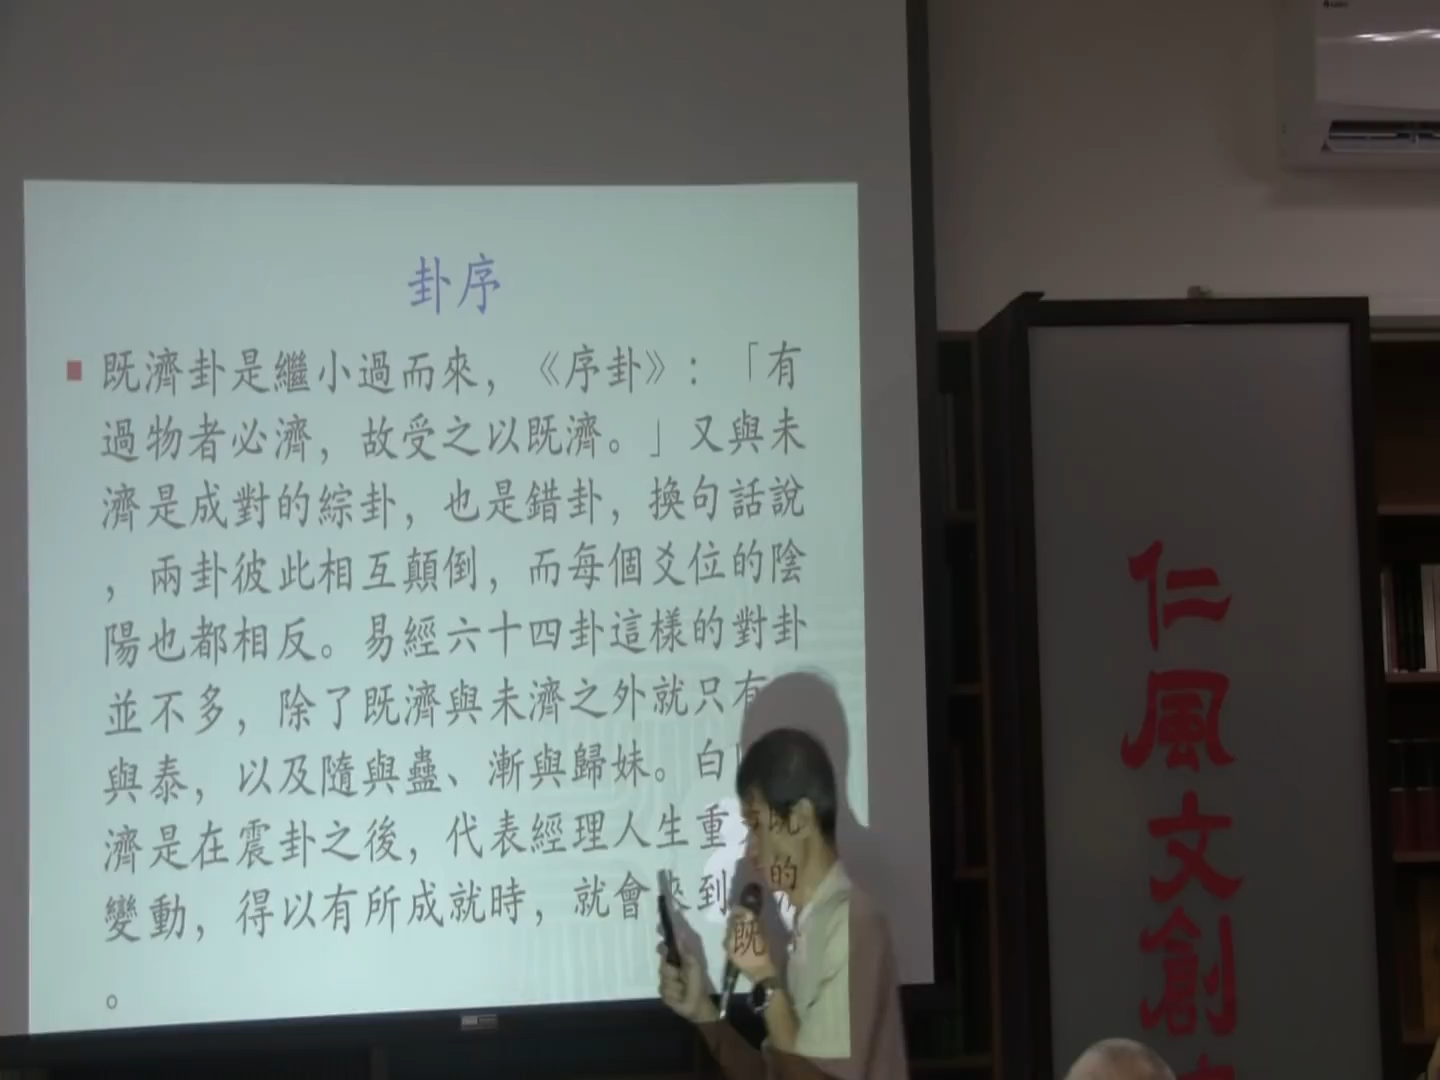 卦序
既濟卦是繼小過而來，《序卦》：「有
過物者必濟，故受之以既濟。」又與未
濟是成對的綜卦，也是錯卦，換句話說
，兩卦彼此相互顛倒，而每個爻位的陰
陽也都相反。易經六十四卦這樣的對卦
並不多，除了既濟與未濟之外就只有
與泰，以及隨與蠱、漸與歸妹。白
濟是在震卦之後，代表經理人生重 既
變動，得以有所成就時，就會來到 的
既
。
仁風文創